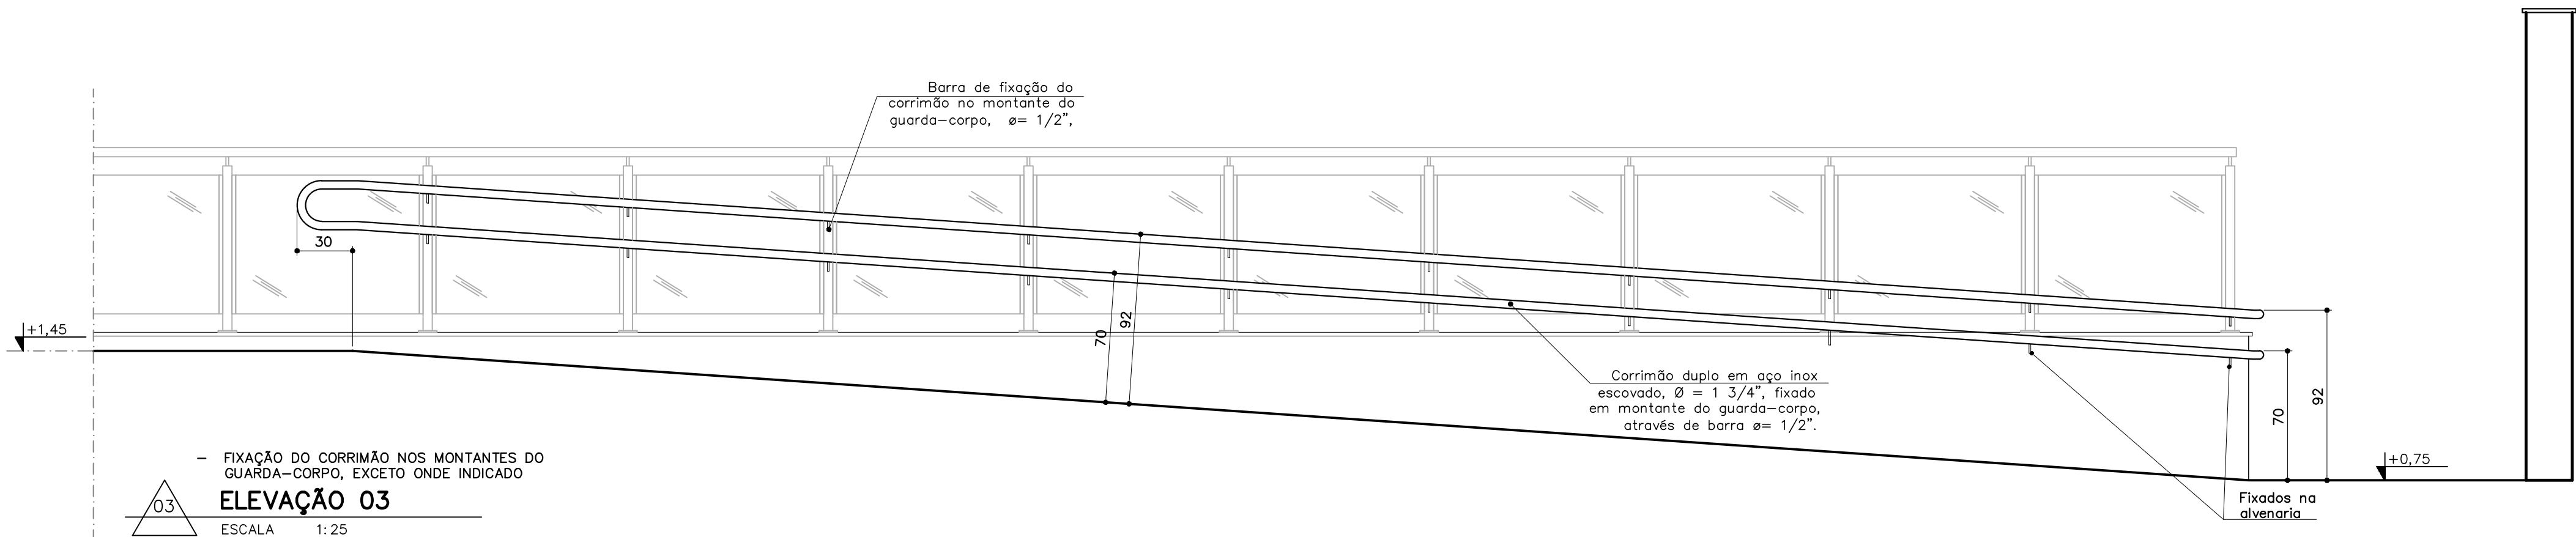 Barra de fixação do
corrimão no montante do
guarda-corpo, ø= 1/2",
30
92
70
+1,45
Corrimão duplo em aço inox
escovado, Ø = 1 3/4", fixado
em montante do guarda-corpo,
através de barra ø= 1/2".
92
70
+0,75
Fixados na
alvenaria
- FIXAÇÃO DO CORRIMÃO NOS MONTANTES DO
GUARDA-CORPO, EXCETO ONDE INDICADO
03
ELEVAÇÃO 03
ESCALA 1:25